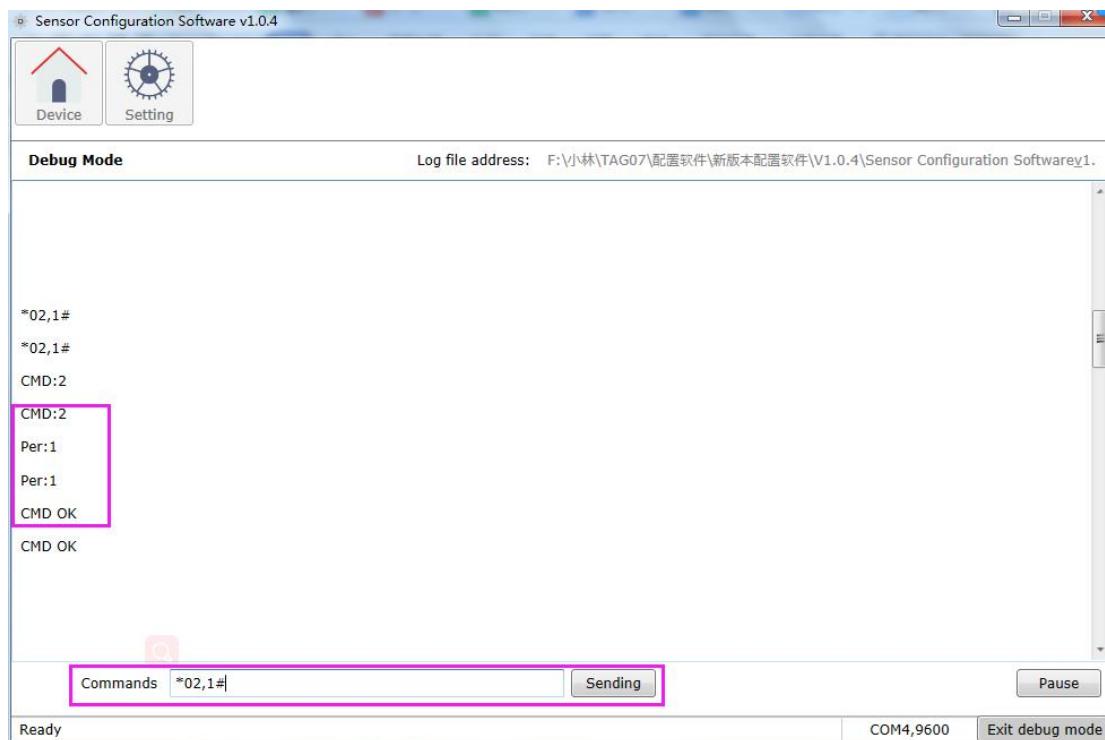 Sensor Configuration Software v1.0.4
Device Setting
Debug Mode Log file address: F:\小林\TAG07\配置软件\新版本配置软件\V1.0.4\Sensor Configuration Softwarev1.
*02,1#
*02,1#
CMD:2
CMD:2
Per:1
Per:1
CMD OK
CMD OK
Commands *02,1# Sending Pause
Ready COM4,9600 Exit debug mode